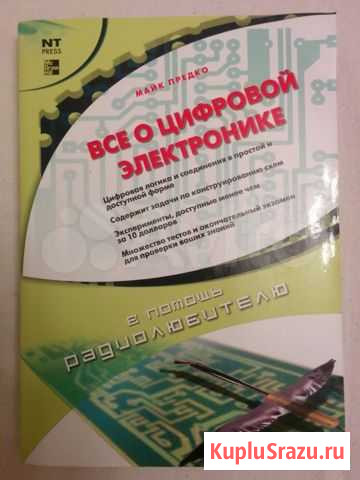 NT
PRESS
МАЙК ПРЕДКО
ВСЕ О ЦИФРОВОЙ
ЭЛЕКТРОНИКЕ
Цифровая логика и соединения в простой и
доступной форме
Содержит задачи по конструированию схем
Эксперименты, доступные менее чем
за 10 долларов
Множество тестов и окончательный экзамен
для проверки ваших знаний
в помощь
радиолюбителю
KupluSrazu.ru